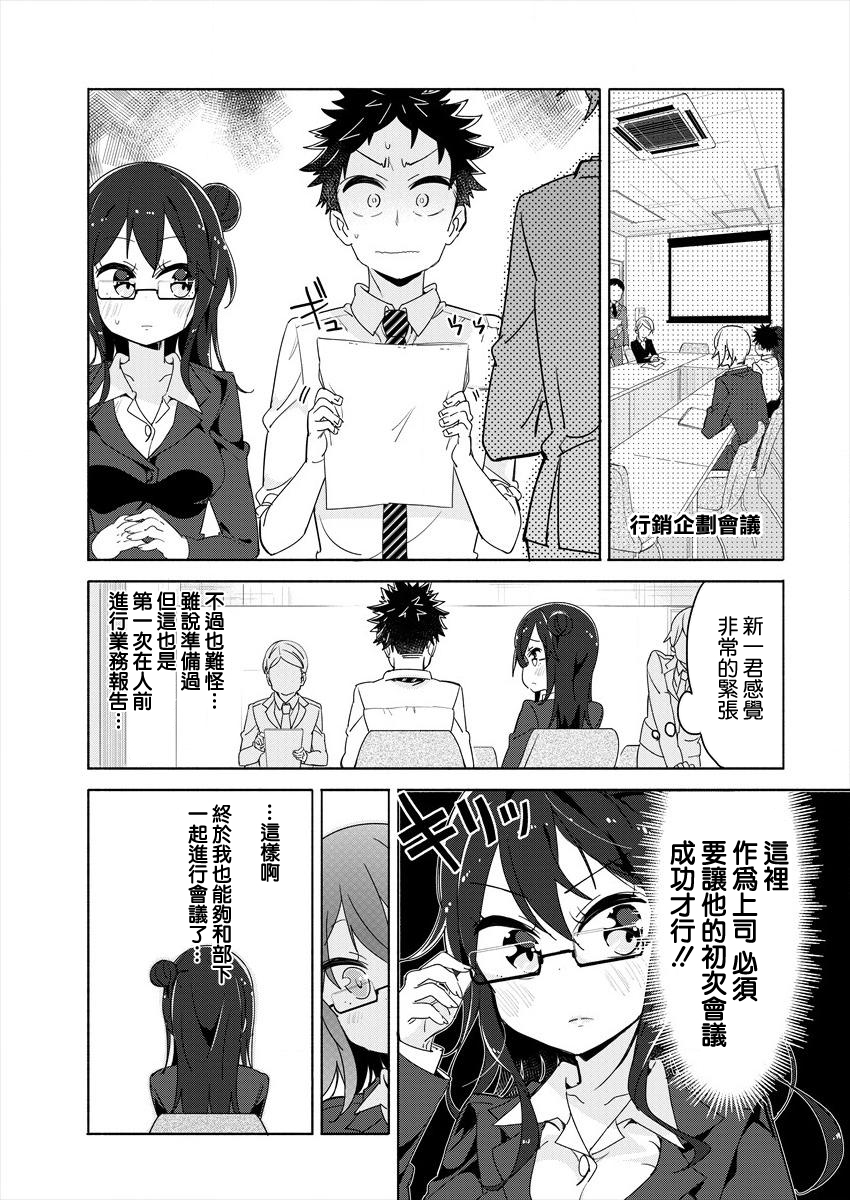 行銷企劃會議
ギュ
ソワソワ
新一君感覺
非常的緊張
不過也難怪…
雖說準備過
但這也是
第一次在人前
進行業務報告…
這裡
作為上司 必須
要讓他的初次會議
成功才行!!
キリッ
…這樣啊
終於我也能夠和部下
一起進行會議了…